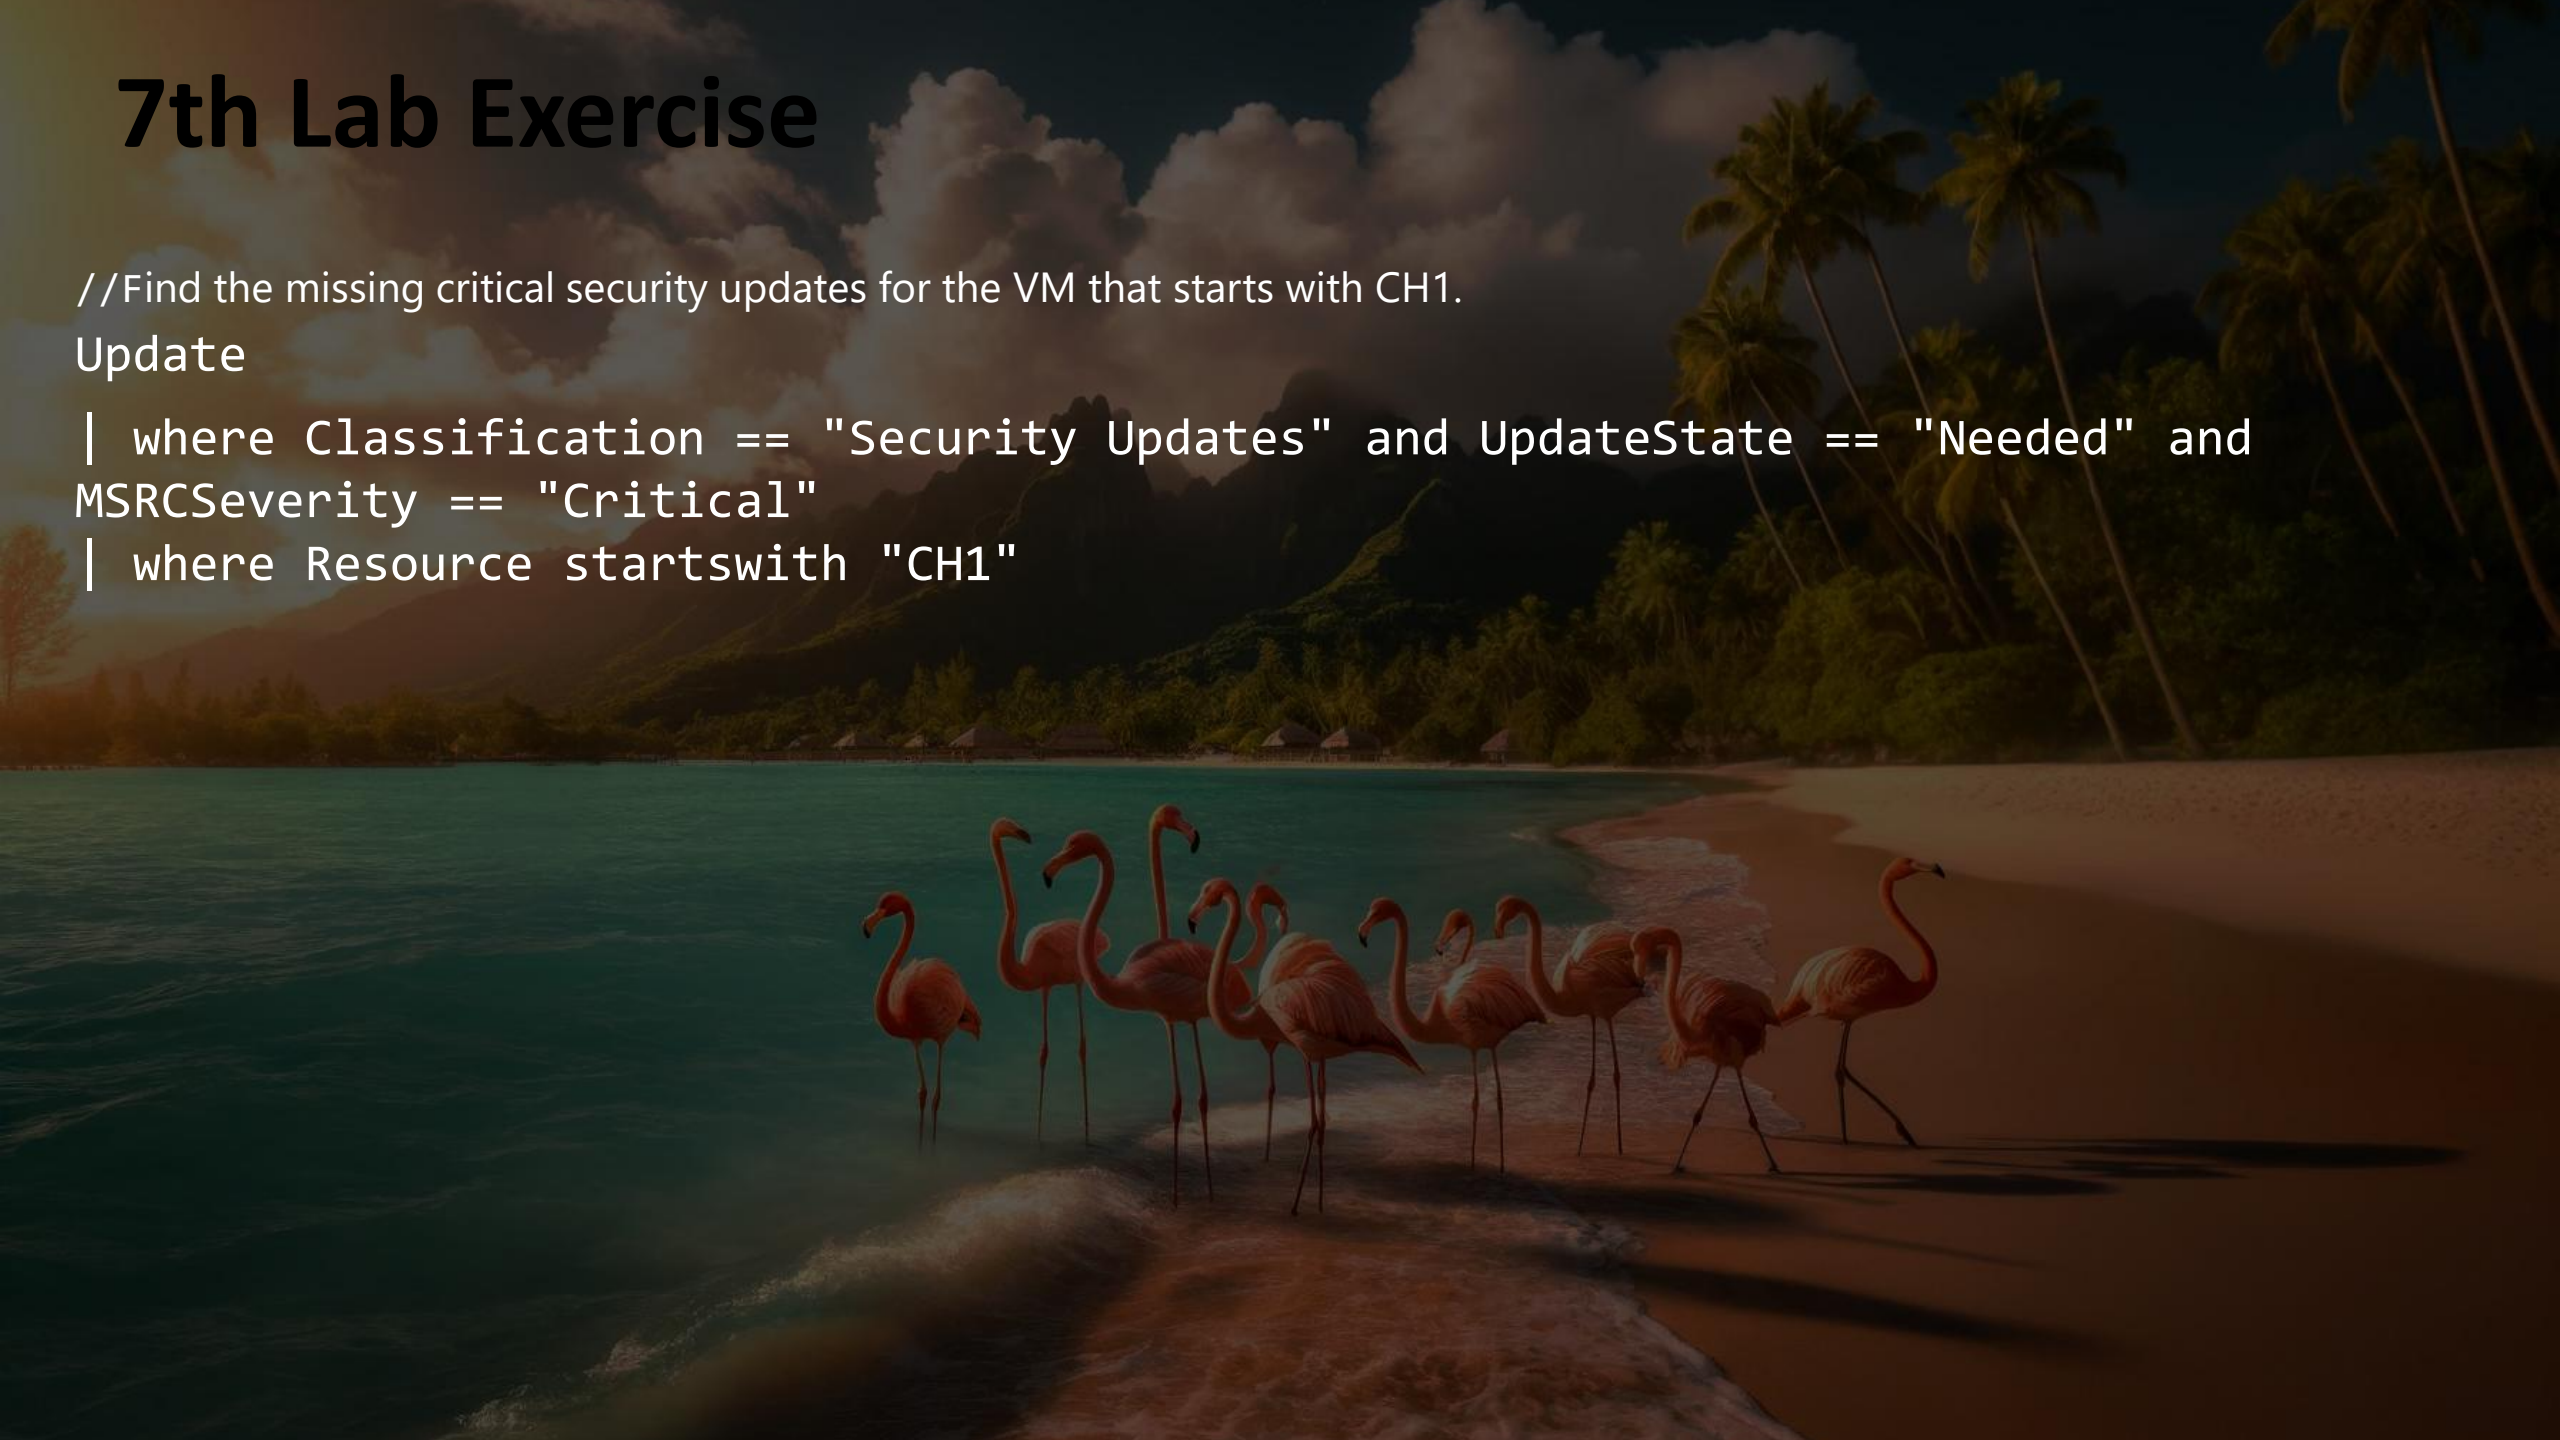 7th Lab Exercise
//Find the missing critical security updates for the VM that starts with CH1.
Update
| where Classification == "Security Updates" and UpdateState == "Needed" and
MSRCSeverity == "Critical"
| where Resource startswith "CH1"